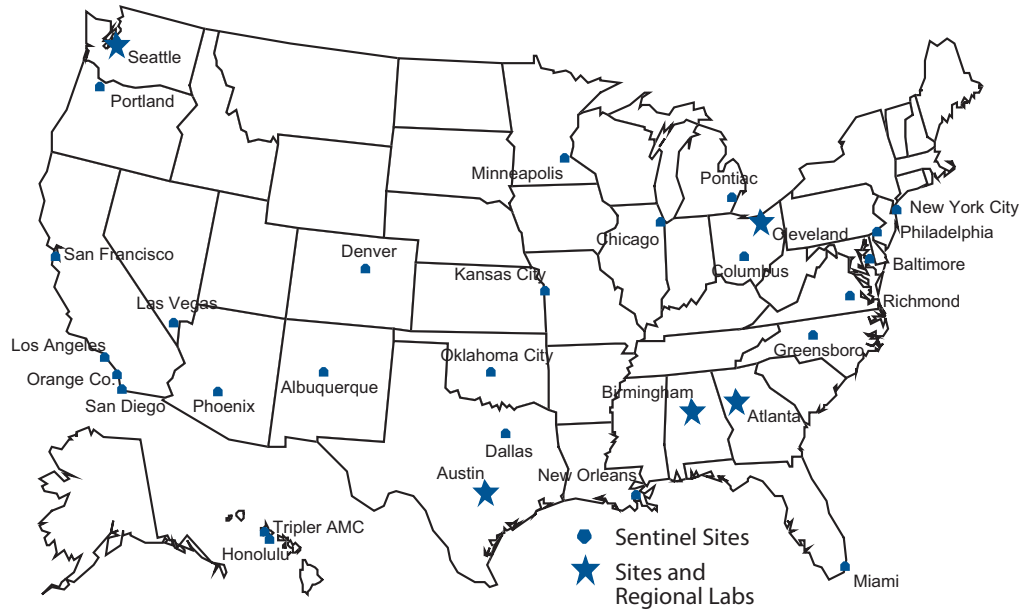 Seattle
Portland
Minneapolis
Pontiac
New York City
Cleveland
Philadelphia
Chicago
San Francisco
Denver
Columbus
Baltimore
Kansas City
Las Vegas
Richmond
Los Angeles
Oklahoma City
Greensboro
Orange Co.
Albuquerque
Birmingham
San Diego
Phoenix
Atlanta
Dallas
Austin
New Orleans
Tripler AMC
Honolulu
Sentinel Sites
Sites and
Regional Labs
Miami